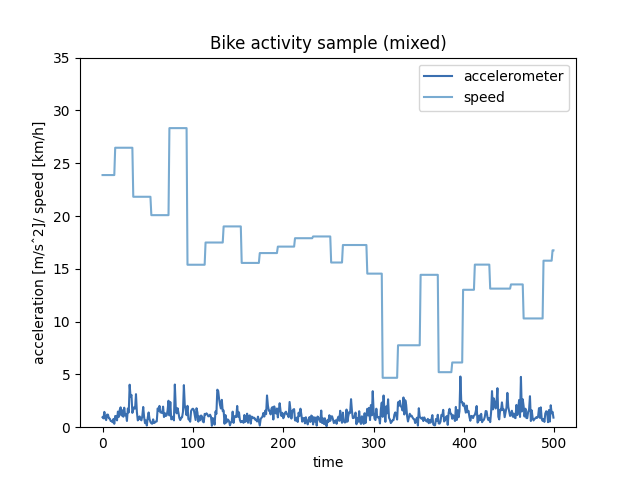 Bike activity sample (mixed)
accelerometer
speed
acceleration [m/s^2]/ speed [km/h]
35
30
25
20
15
10
5
0
0 100 200 300 400 500
time